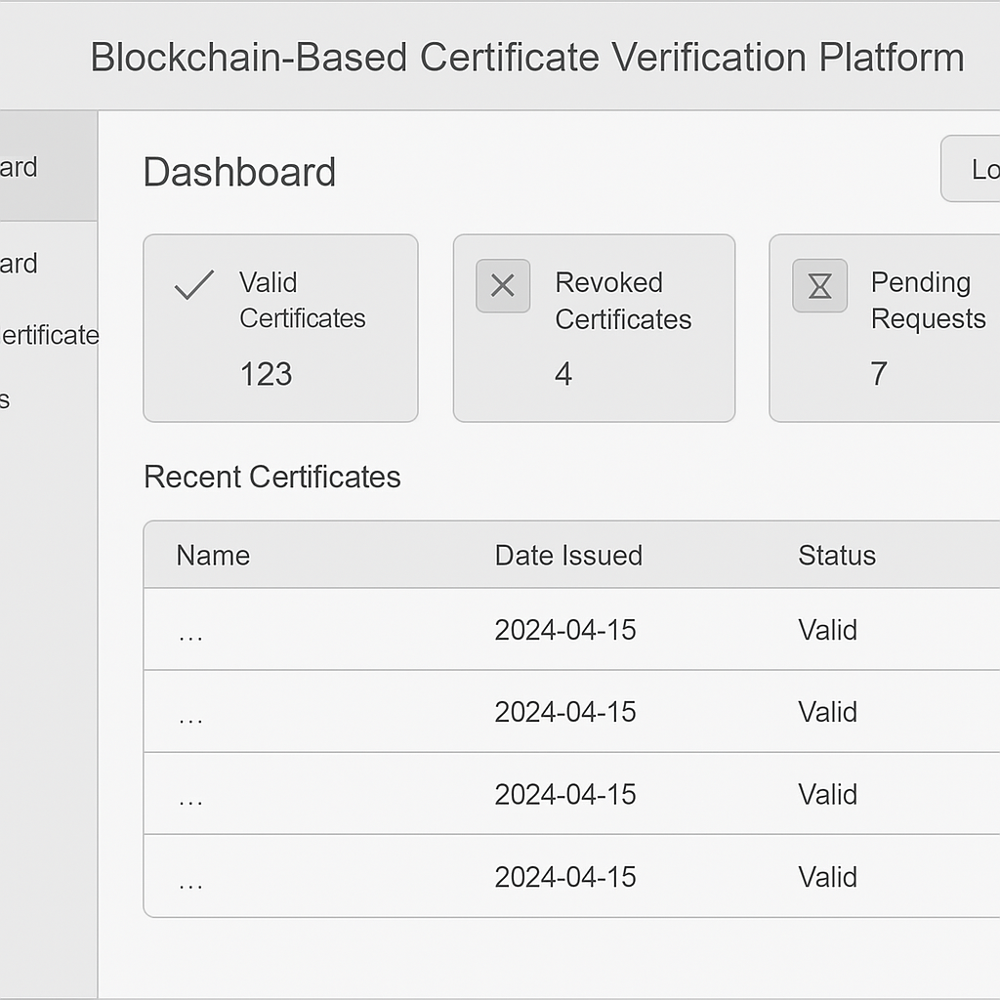 Blockchain-Based Certificate Verification Platform
ard
ard
ertificate
s
Dashboard
Lo
Valid
Certificates
123
Revoked
Certificates
4
Pending
Requests
7
Recent Certificates
Name Date Issued Status
... 2024-04-15 Valid
... 2024-04-15 Valid
... 2024-04-15 Valid
... 2024-04-15 Valid